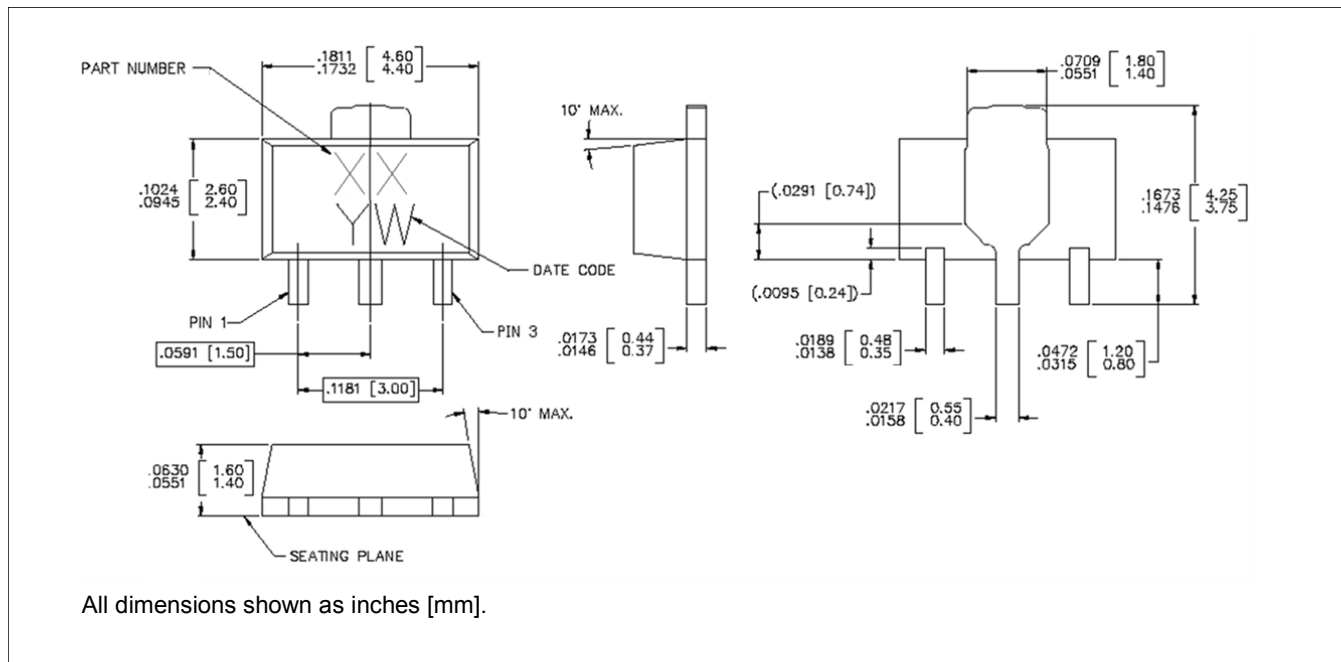 PART NUMBER
.1811 [ 4.60
.1732 4.40 ]
.0709 [ 1.80
.0551 1.40 ]
10° MAX.
XX
YW
.1024 [ 2.60
.0945 2.40 ]
(.0291 [0.74])
.1673 [ 4.25
.1476 3.75 ]
DATE CODE
(.0095 [0.24])
PIN 1
PIN 3
.0591 [1.50]
.0173 [ 0.44
.0146 0.37 ]
.0189 [ 0.48
.0138 0.35 ]
.0472 [ 1.20
.0315 0.80 ]
.1181 [3.00]
10° MAX.
.0217 [ 0.55
.0158 0.40 ]
.0630 [ 1.60
.0551 1.40 ]
SEATING PLANE
All dimensions shown as inches [mm].